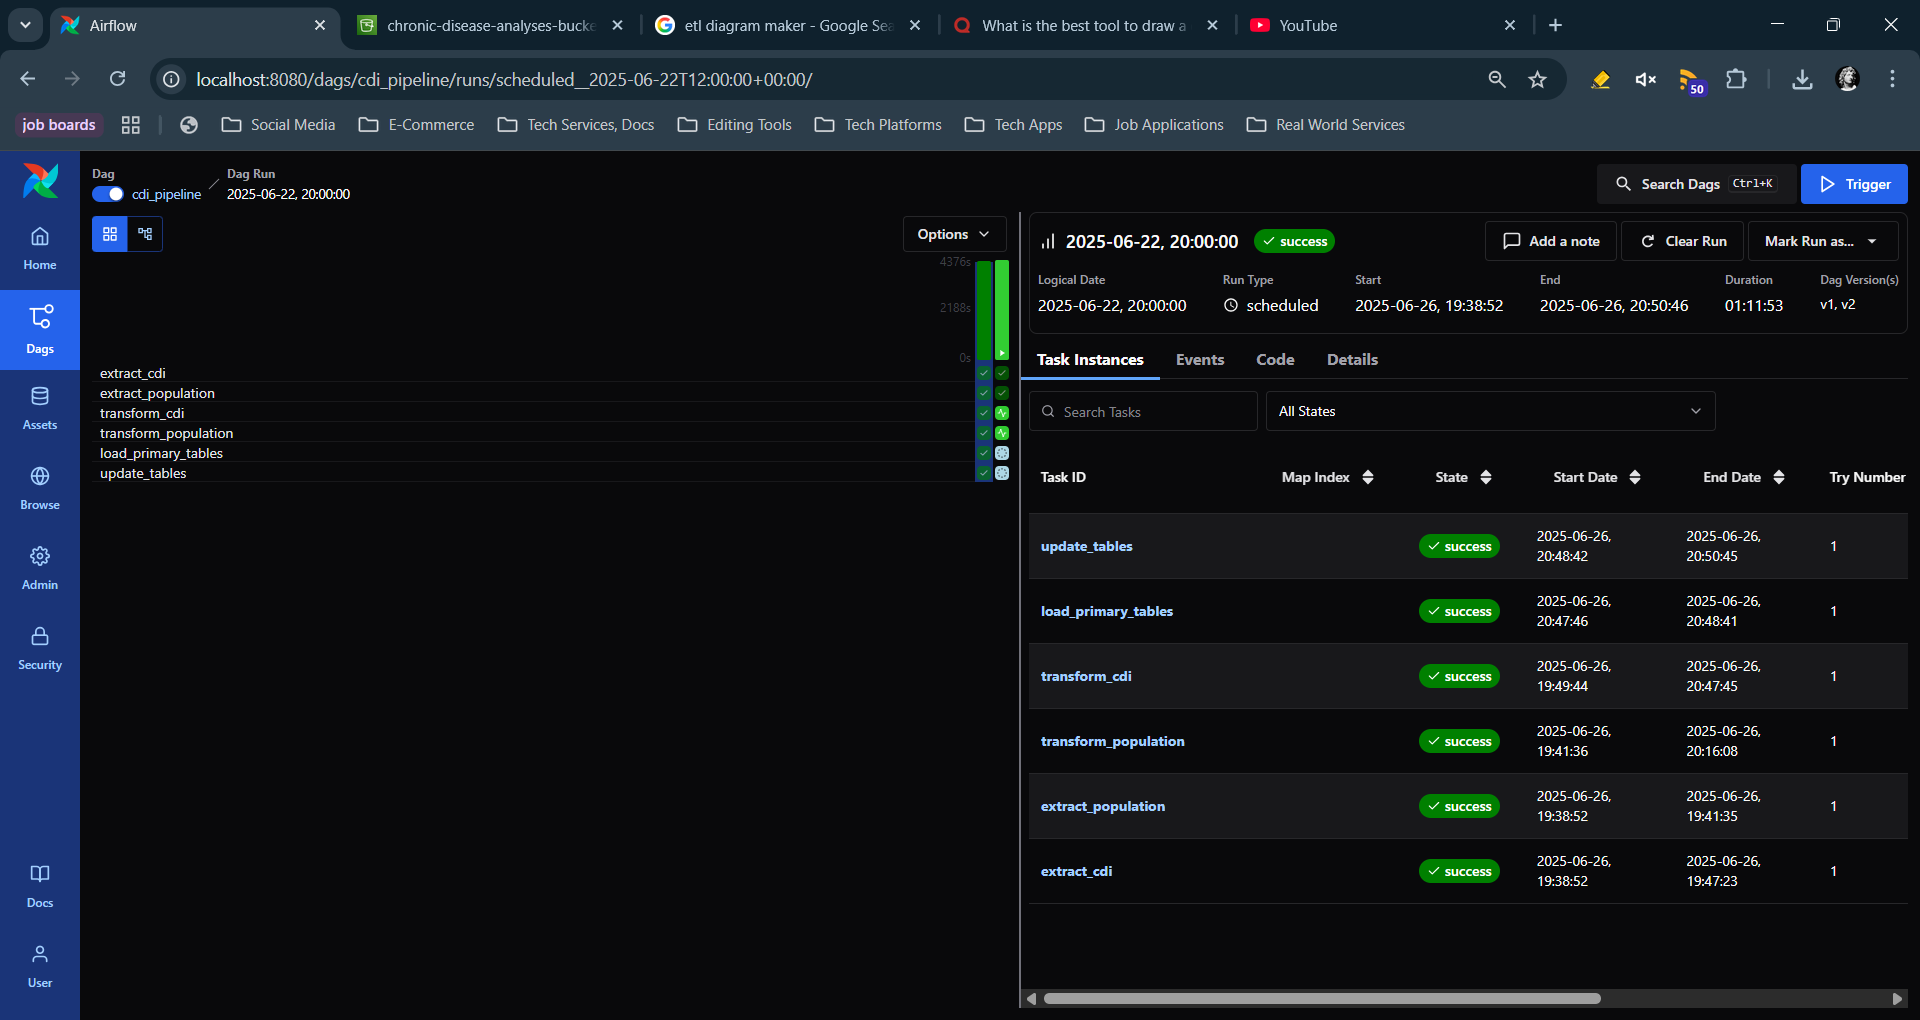 Airflow
chronic-disease-analyses-bucke
etl diagram maker - Google Sea
What is the best tool to draw a
YouTube
localhost:8080/dags/cdi_pipeline/runs/scheduled__2025-06-22T12:00:00+00:00/
50
job boards
Social Media
E-Commerce
Tech Services, Docs
Editing Tools
Tech Platforms
Tech Apps
Job Applications
Real World Services
Home
Dags
Assets
Browse
Admin
Security
Docs
User
Dag
cdi_pipeline
/
Dag Run
2025-06-22, 20:00:00
Search Dags Ctrl+K
Trigger
Options
4376s
2188s
0s
extract_cdi
extract_population
transform_cdi
transform_population
load_primary_tables
update_tables
2025-06-22, 20:00:00 success
Add a note
Clear Run
Mark Run as...
Logical Date Run Type Start End Duration Dag Version(s)
2025-06-22, 20:00:00 scheduled 2025-06-26, 19:38:52 2025-06-26, 20:50:46 01:11:53 v1, v2
Task Instances Events Code Details
Search Tasks
All States
Task ID Map Index State Start Date End Date Try Number
update_tables success 2025-06-26, 20:48:42 2025-06-26, 20:50:45 1
load_primary_tables success 2025-06-26, 20:47:46 2025-06-26, 20:48:41 1
transform_cdi success 2025-06-26, 19:49:44 2025-06-26, 20:47:45 1
transform_population success 2025-06-26, 19:41:36 2025-06-26, 20:16:08 1
extract_population success 2025-06-26, 19:38:52 2025-06-26, 19:41:35 1
extract_cdi success 2025-06-26, 19:38:52 2025-06-26, 19:47:23 1